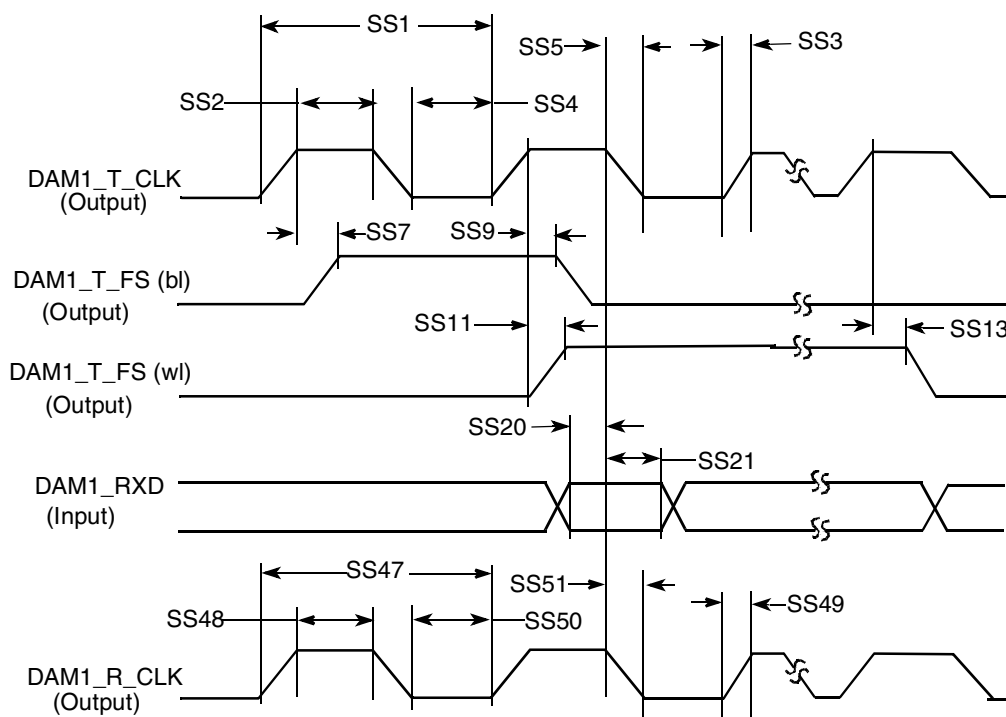 SS1
SS5
SS3
SS2
SS4
DAM1_T_CLK
(Output)
SS7
SS9
DAM1_T_FS (bl)
(Output)
SS11
SS13
DAM1_T_FS (wl)
(Output)
SS20
SS21
DAM1_RXD
(Input)
SS47
SS51
SS48
SS50
SS49
DAM1_R_CLK
(Output)